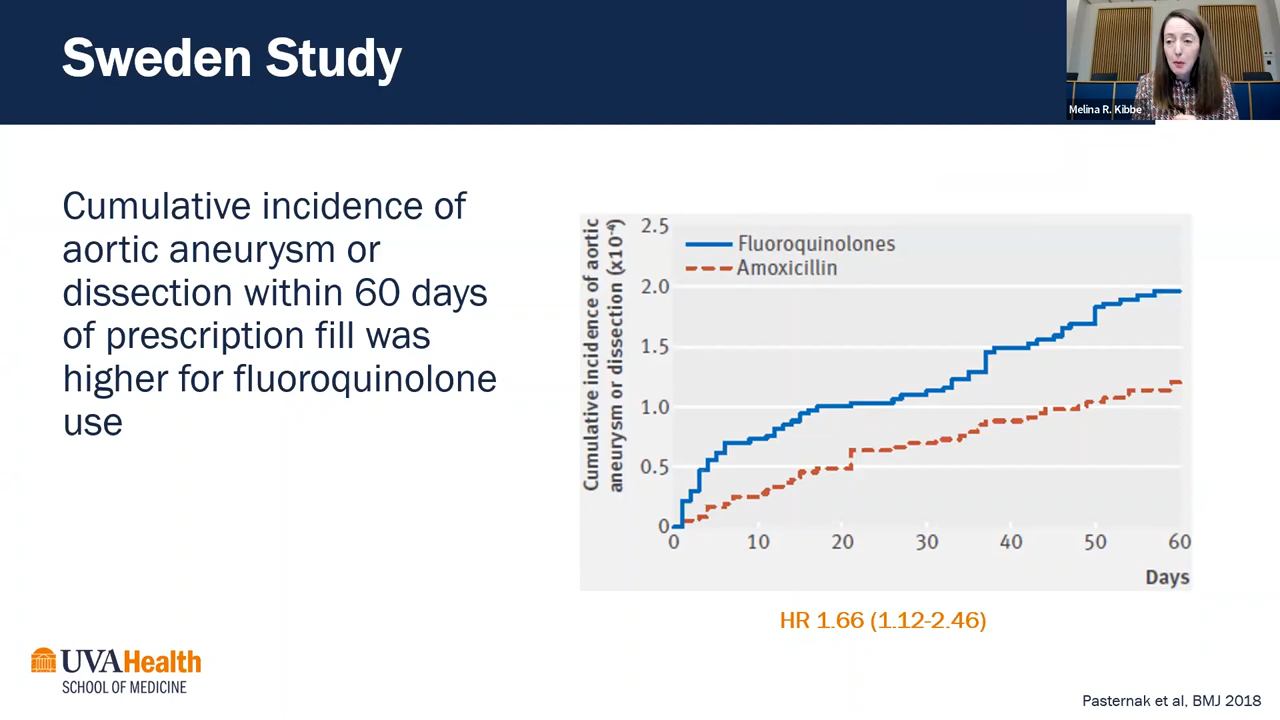 Sweden Study
Melina R. Kibbe
Cumulative incidence of
aortic aneurysm or
dissection within 60 days
of prescription fill was
higher for fluoroquinolone
use
Cumulative incidence of aortic
aneurysm or dissection (x10⁻⁴)
2.5
2.0
1.5
1.0
0.5
0
Fluoroquinolones
Amoxicillin
0 10 20 30 40 50 60
Days
HR 1.66 (1.12-2.46)
UVAHealth
SCHOOL OF MEDICINE
Pasternak et al, BMJ 2018